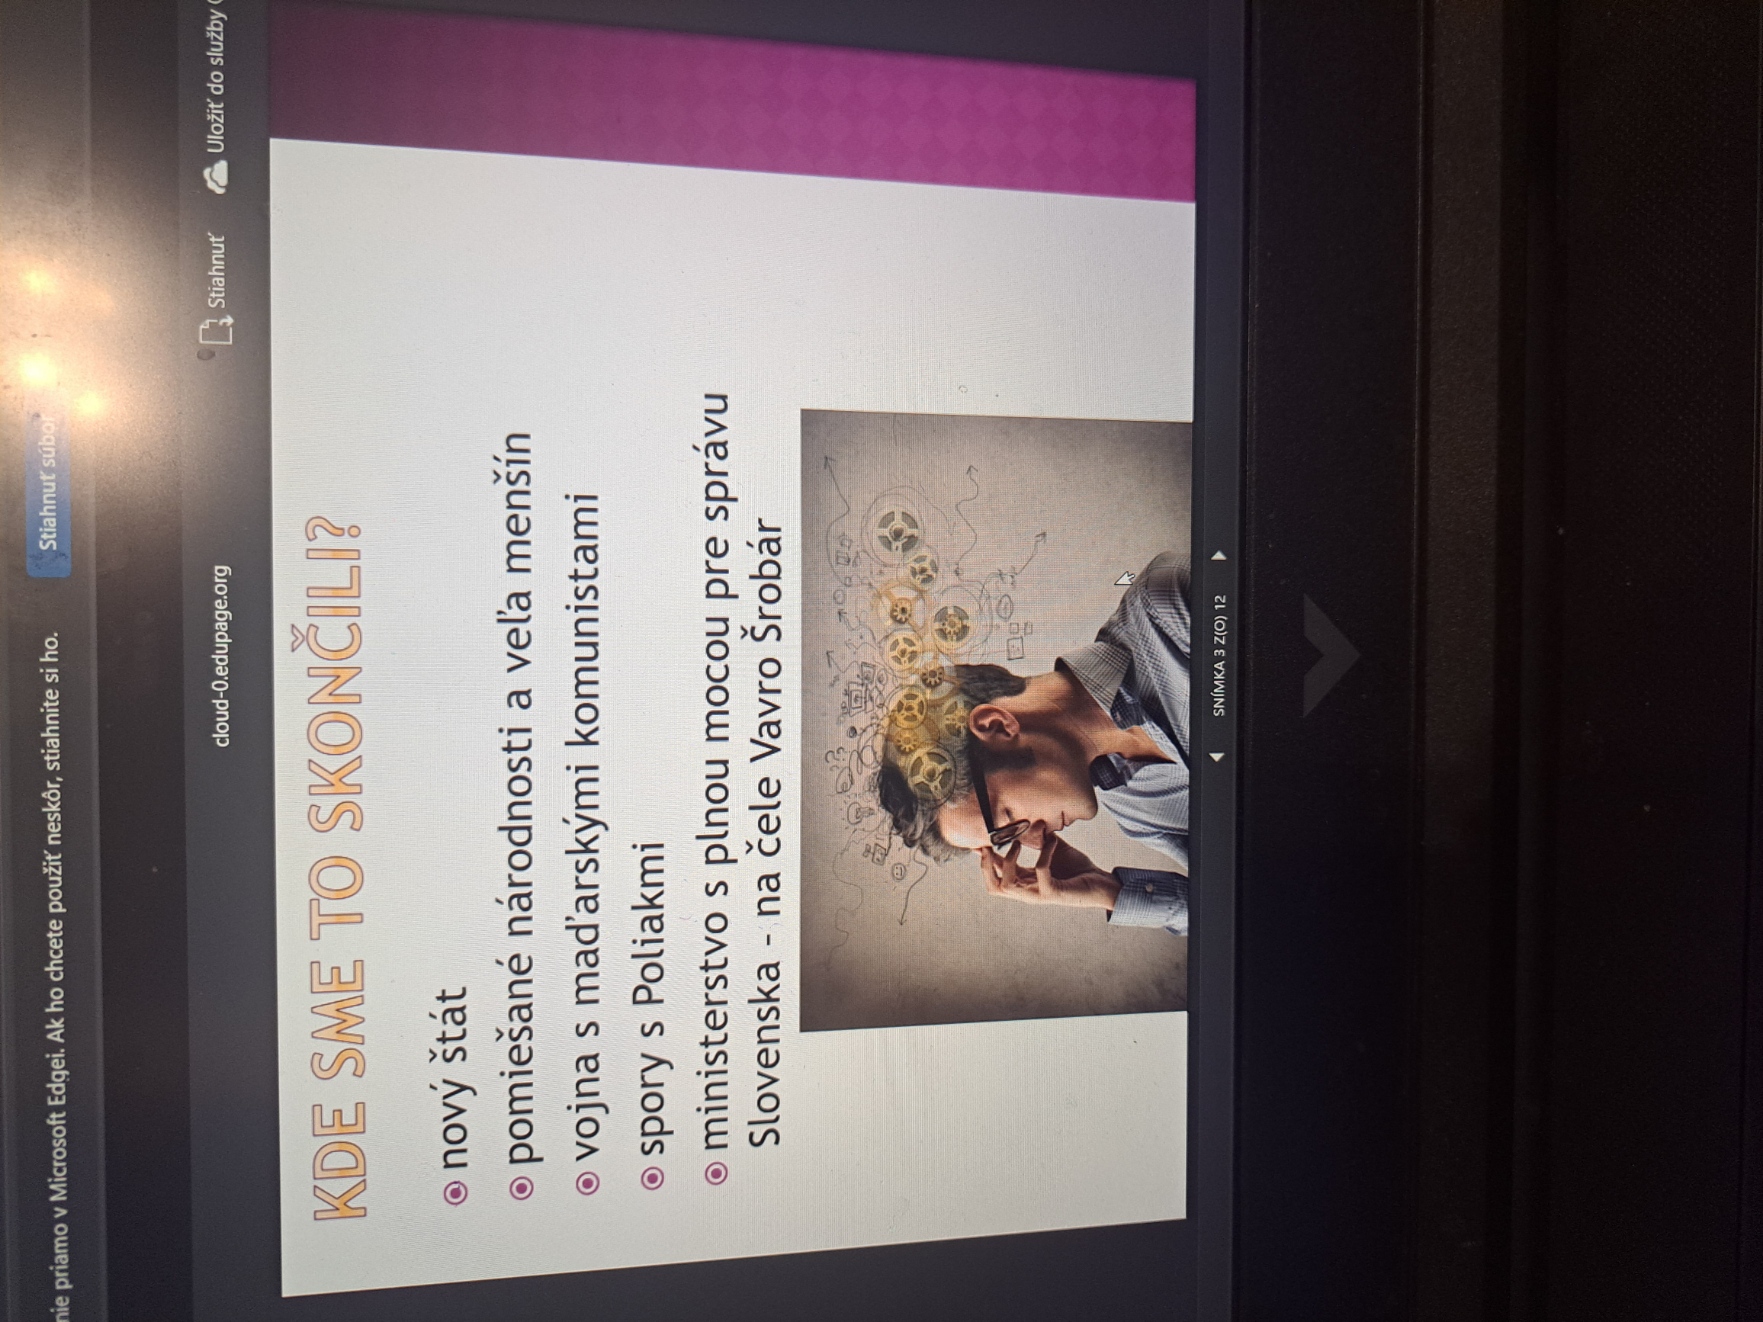 nie priamo v Microsoft Edgei. Ak ho chcete použiť neskôr, stiahnite si ho.
Stiahnuť súbor
cloud-0.edupage.org
Stiahnuť
Uložiť do služby
KDE SME TO SKONČILI?
nový štát
pomiešané národnosti a veľa menšín
vojna s maďarskými komunistami
spory s Poliakmi
ministerstvo s plnou mocou pre správu
Slovenska - na čele Vavro Šrobár
SNÍMKA 3 Z(O) 12